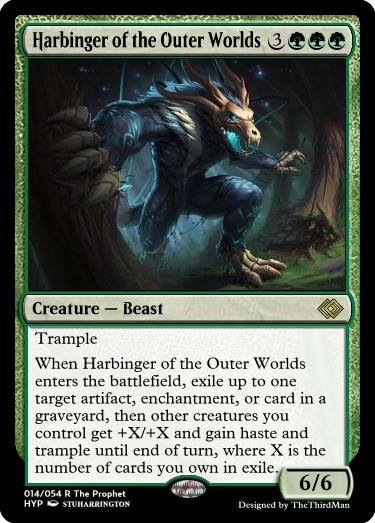 Harbinger of the Outer Worlds 3
Creature — Beast
Trample
When Harbinger of the Outer Worlds
enters the battlefield, exile up to one
target artifact, enchantment, or card in a
graveyard, then other creatures you
control get +X/+X and gain haste and
trample until end of turn, where X is the
number of cards you own in exile.
6/6
014/054 R The Prophet
HYP STUHARRINGTON
Designed by TheThirdMan